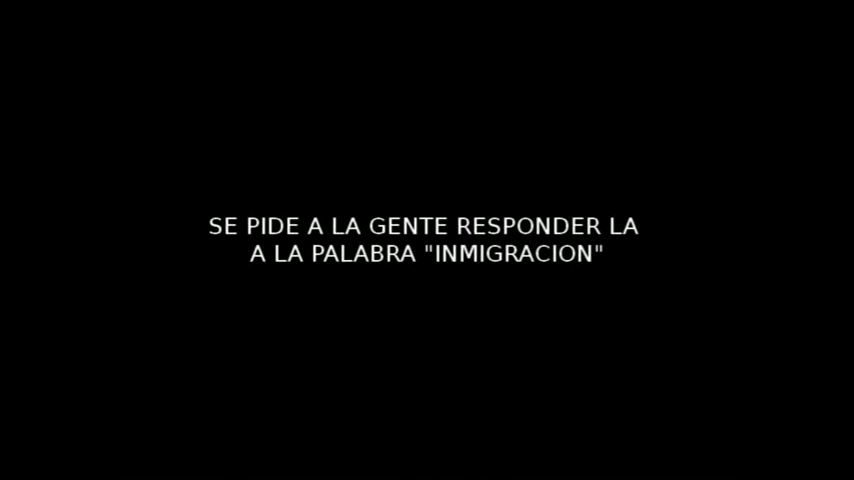 SE PIDE A LA GENTE RESPONDER LA
A LA PALABRA "INMIGRACION"